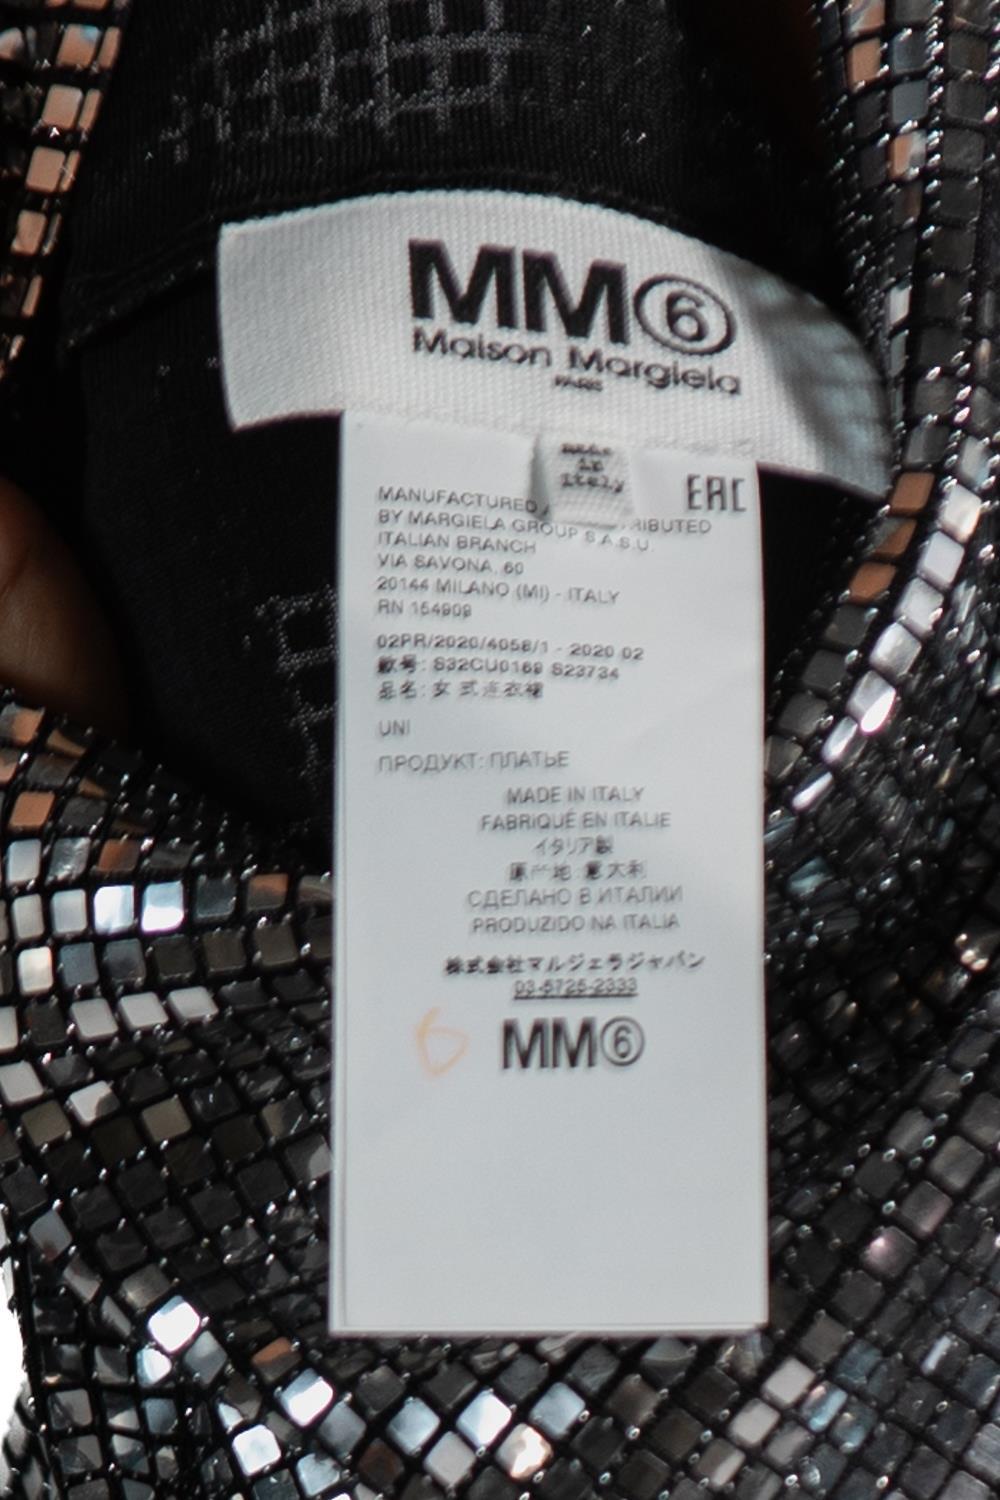 MM⑥
Maison Margiela
PARIS
made
in
Italy
EAC
MANUFACTURED
RIBUTED
BY MARGIELA GROUP S.A.S.U.
ITALIAN BRANCH
VIA SAVONA, 60
20144 MILANO (MI) - ITALY
RN 154909
02PR/2020/4058/1 - 2020 02
款号: S32CU0169 S23734
品名: 女式连衣裙
UNI
ПРОДУКТ: ПЛАТЬЕ
MADE IN ITALY
FABRIQUÉ EN ITALIE
イタリア製
原产地: 意大利
СДЕЛАНО В ИТАЛИИ
PRODUZIDO NA ITALIA
株式会社マルジェラジャパン
03-5725-2333
6
MM⑥